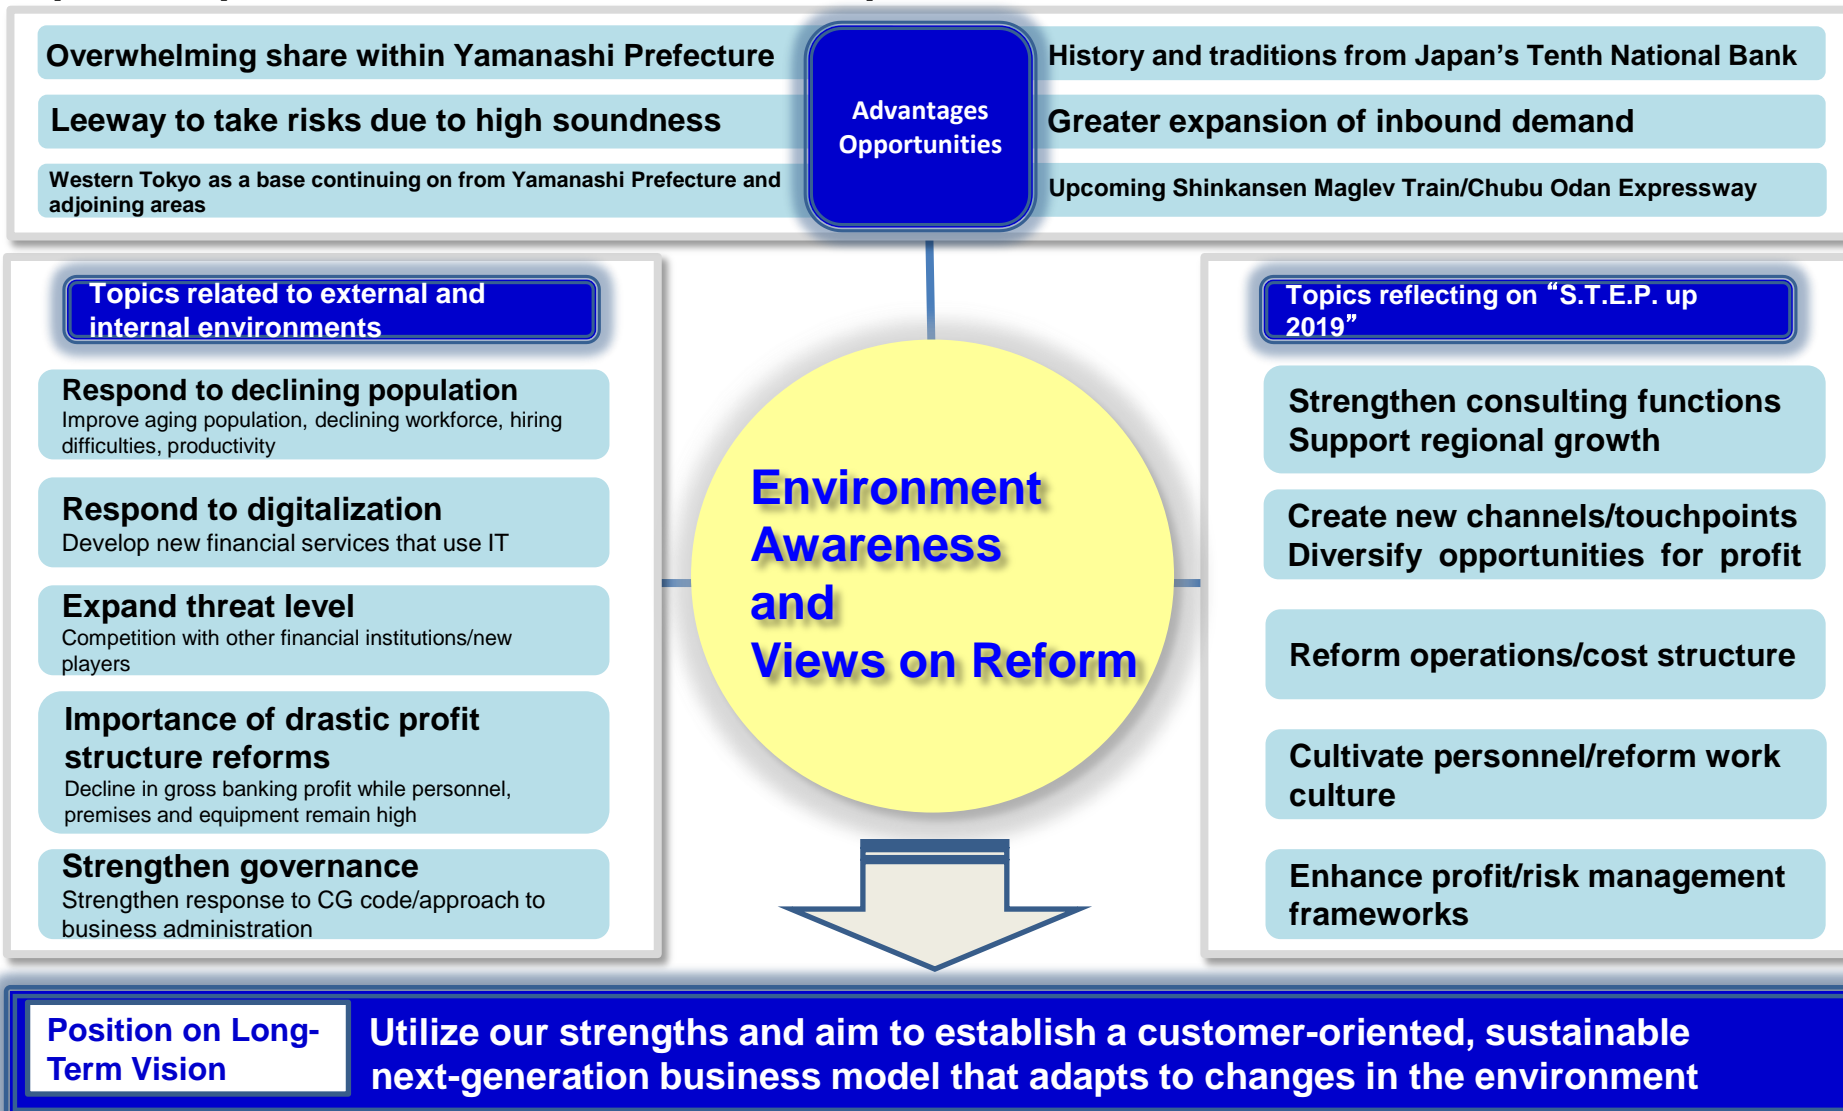 Overwhelming share within Yamanashi Prefecture
Leeway to take risks due to high soundness
Western Tokyo as a base continuing on from Yamanashi Prefecture and
adjoining areas
Advantages
Opportunities
History and traditions from Japan’s Tenth National Bank
Greater expansion of inbound demand
Upcoming Shinkansen Maglev Train/Chubu Odan Expressway
Topics related to external and
internal environments
Respond to declining population
Improve aging population, declining workforce, hiring
difficulties, productivity
Respond to digitalization
Develop new financial services that use IT
Expand threat level
Competition with other financial institutions/new
players
Importance of drastic profit
structure reforms
Decline in gross banking profit while personnel,
premises and equipment remain high
Strengthen governance
Strengthen response to CG code/approach to
business administration
Environment
Awareness
and
Views on Reform
Topics reflecting on “S.T.E.P. up
2019”
Strengthen consulting functions
Support regional growth
Create new channels/touchpoints
Diversify opportunities for profit
Reform operations/cost structure
Cultivate personnel/reform work
culture
Enhance profit/risk management
frameworks
Position on Long-
Term Vision
Utilize our strengths and aim to establish a customer-oriented, sustainable
next-generation business model that adapts to changes in the environment